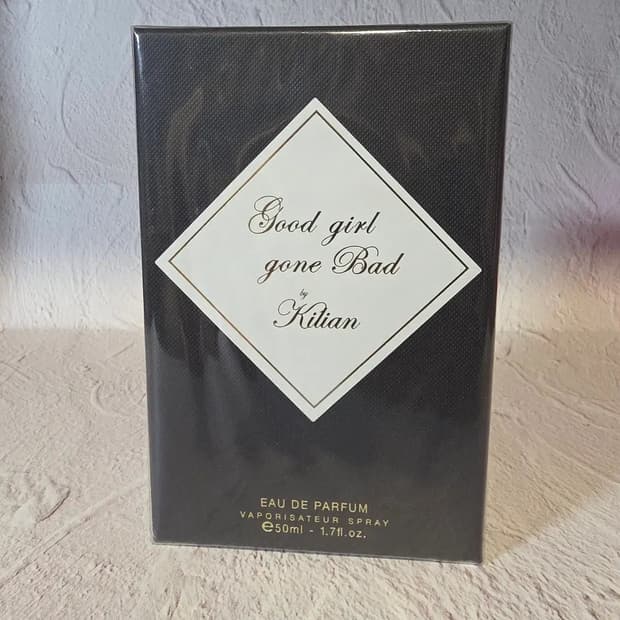 Good girl
gone Bad
by
Kilian
EAU DE PARFUM
VAPORISATEUR SPRAY
℮50ml - 1.7fl.oz.